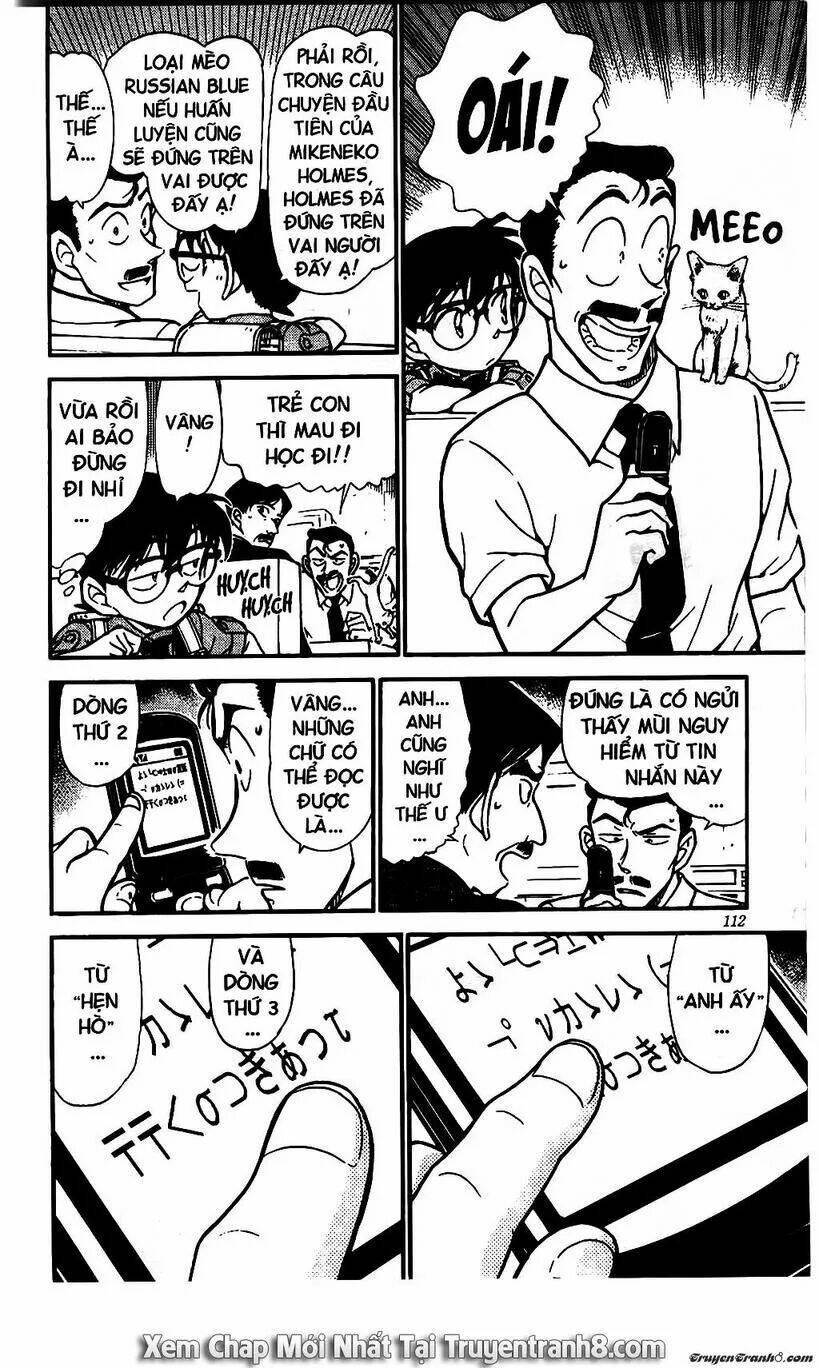 OÁI!
MEEO
PHẢI RỒI,
TRONG CÂU
CHUYỆN ĐẦU
TIÊN CỦA
MIKENEKO
HOLMES,
HOLMES ĐÃ
ĐỨNG TRÊN
VAI NGƯỜI
ĐẤY Ạ!
LOẠI MÈO
RUSSIAN BLUE
NẾU HUẤN
LUYỆN CŨNG
SẼ ĐỨNG TRÊN
VAI ĐƯỢC
ĐẤY Ạ!
THẾ...
THẾ
À...
TRẺ CON
THÌ MAU ĐI
HỌC ĐI!!
VÂNG
!
VỪA RỒI
AI BẢO
ĐỪNG
ĐI NHỈ
...
HUỴCH
HUỴCH
ĐÚNG LÀ CÓ NGỬI
THẤY MÙI NGUY
HIỂM TỪ TIN
NHẮN NÀY
...
ANH...
ANH
CŨNG
NGHĨ
NHƯ
THẾ Ư
...
VÂNG...
NHỮNG
CHỮ CÓ
THỂ ĐỌC
ĐƯỢC
LÀ...
DÒNG
THỨ 2
...
112
TỪ
"ANH ẤY"
...
VÀ
DÒNG
THỨ 3
...
TỪ
"HẸN
HÒ"
...
つきあつ
Xem Chap Mới Nhất Tại Truyentranh8.com
TruyenTranh8.com